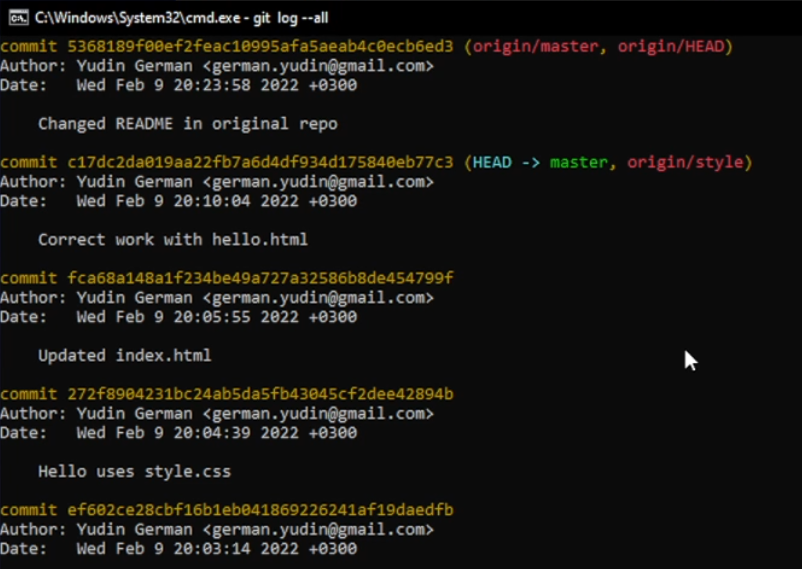 C:\Windows\System32\cmd.exe - git log --all
commit 5368189f00ef2feac10995afa5aeab4c0ecb6ed3 (origin/master, origin/HEAD)
Author: Yudin German <german.yudin@gmail.com>
Date:   Wed Feb 9 20:23:58 2022 +0300
    Changed README in original repo
commit c17dc2da019aa22fb7a6d4df934d175840eb77c3 (HEAD -> master, origin/style)
Author: Yudin German <german.yudin@gmail.com>
Date:   Wed Feb 9 20:10:04 2022 +0300
    Correct work with hello.html
commit fca68a148a1f234be49a727a32586b8de454799f
Author: Yudin German <german.yudin@gmail.com>
Date:   Wed Feb 9 20:05:55 2022 +0300
    Updated index.html
commit 272f8904231bc24ab5da5fb43045cf2dee42894b
Author: Yudin German <german.yudin@gmail.com>
Date:   Wed Feb 9 20:04:39 2022 +0300
    Hello uses style.css
commit ef602ce28cbf16b1eb041869226241af19daedfb
Author: Yudin German <german.yudin@gmail.com>
Date:   Wed Feb 9 20:03:14 2022 +0300